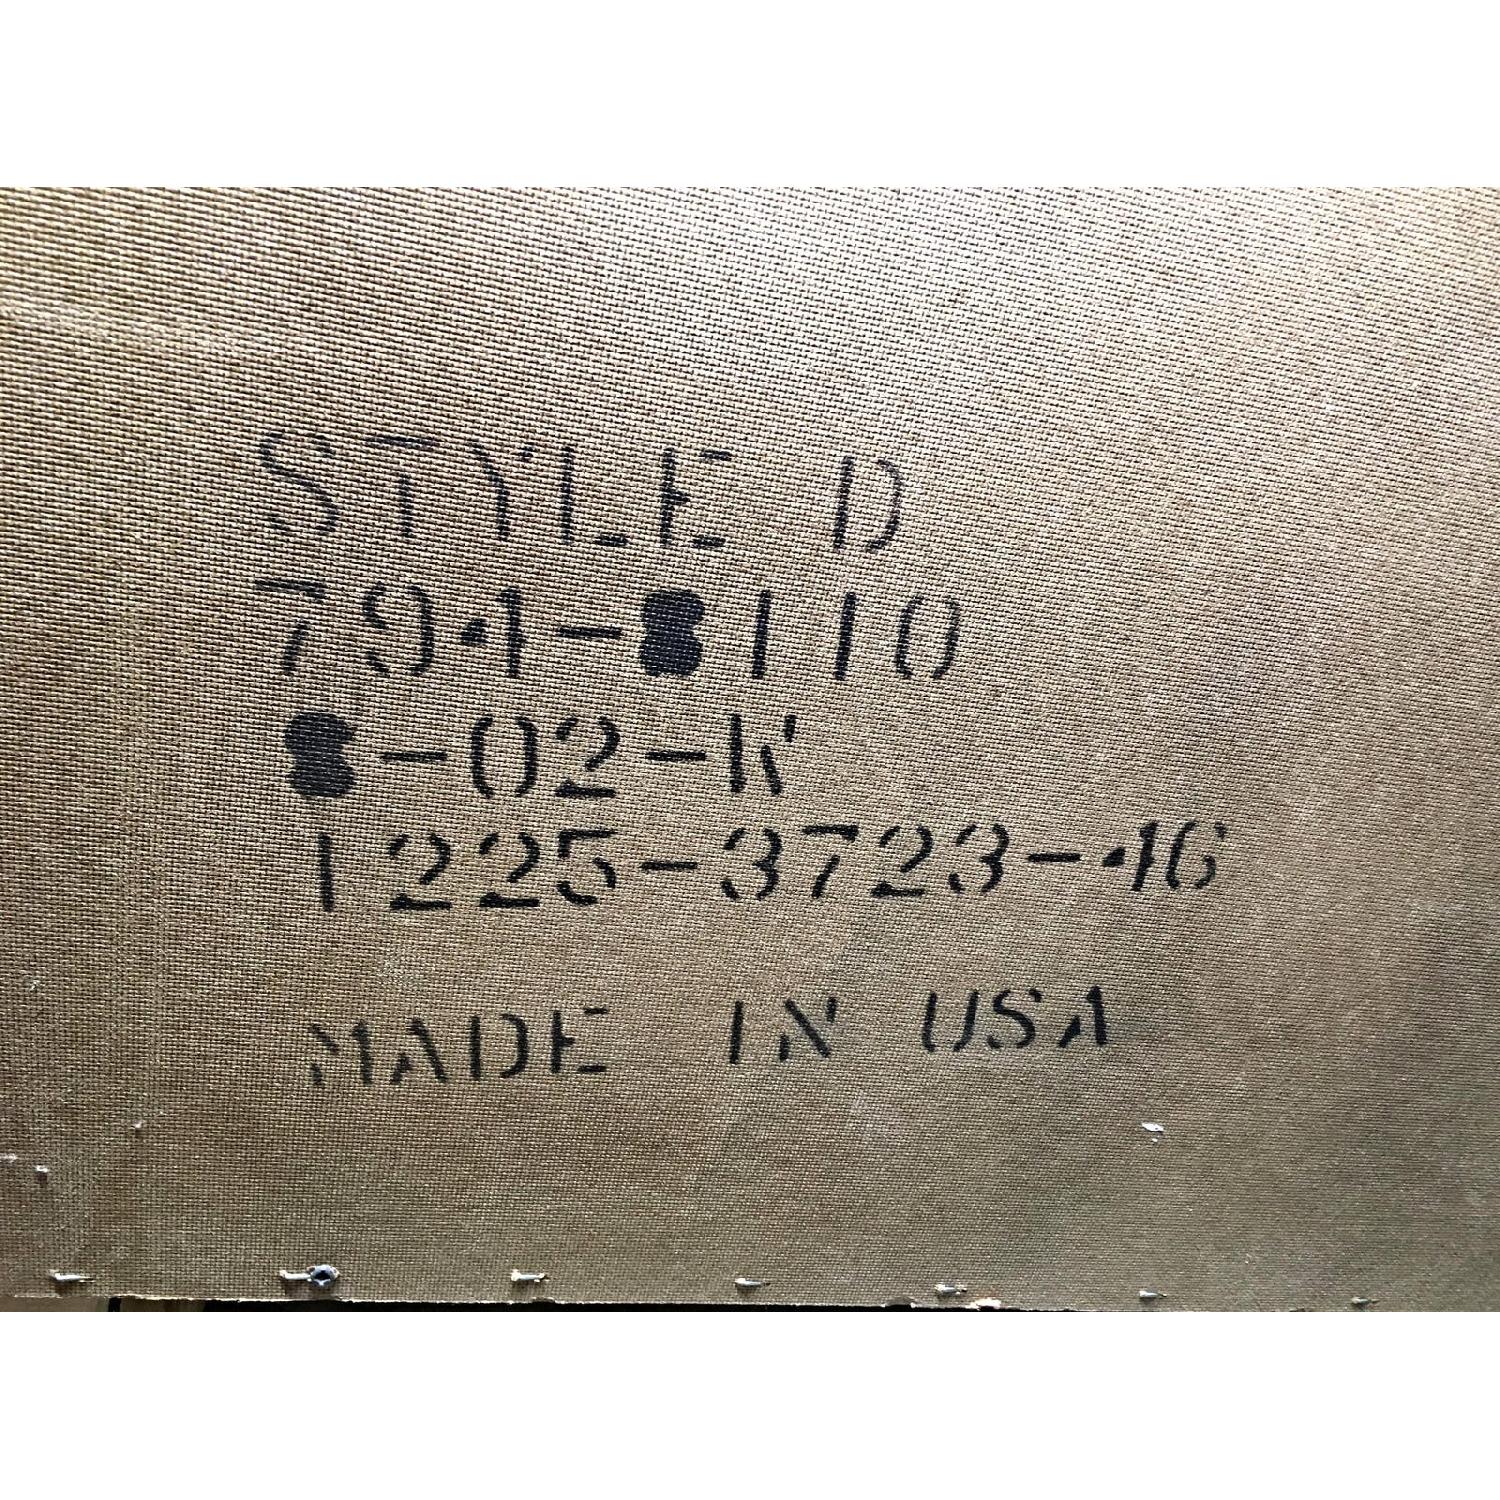 STYLE D
794-8110
8-02-W
1225-3723-46
MADE IN USA